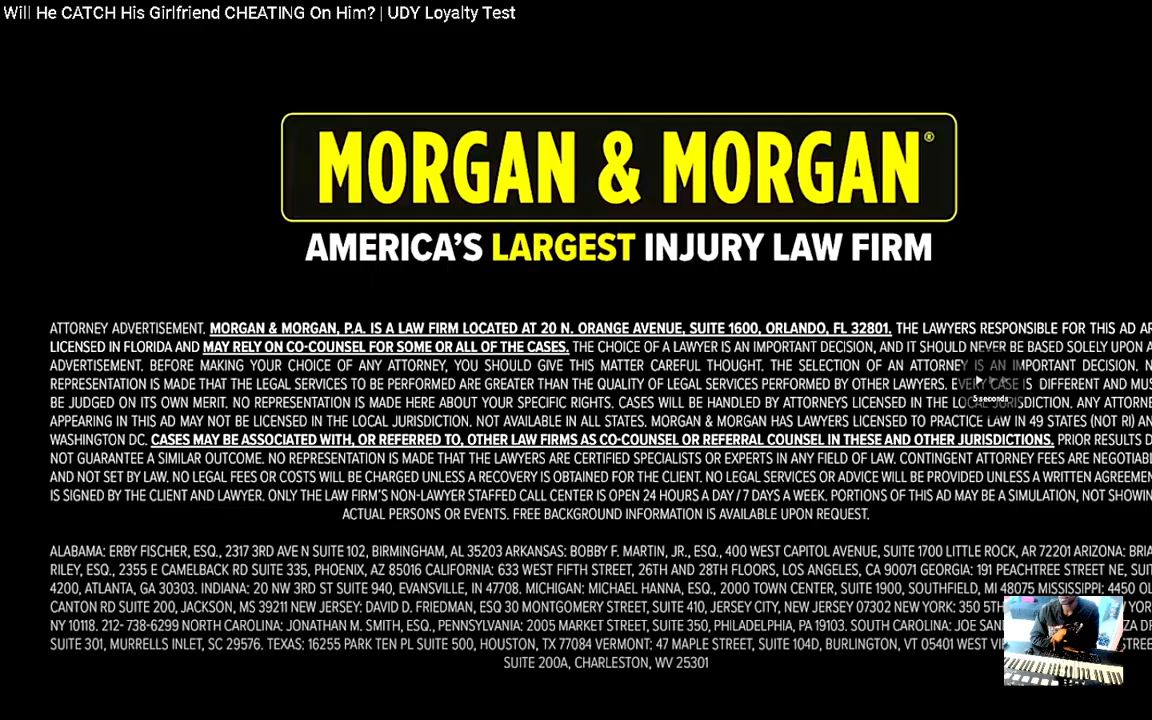 Will He CATCH His Girlfriend CHEATING On Him? | UDY Loyalty Test
MORGAN & MORGAN®
AMERICA'S LARGEST INJURY LAW FIRM
ATTORNEY ADVERTISEMENT. MORGAN & MORGAN, P.A. IS A LAW FIRM LOCATED AT 20 N. ORANGE AVENUE, SUITE 1600, ORLANDO, FL 32801. THE LAWYERS RESPONSIBLE FOR THIS AD AR
LICENSED IN FLORIDA AND MAY RELY ON CO-COUNSEL FOR SOME OR ALL OF THE CASES. THE CHOICE OF A LAWYER IS AN IMPORTANT DECISION, AND IT SHOULD NEVER BE BASED SOLELY UPON A
ADVERTISEMENT. BEFORE MAKING YOUR CHOICE OF ANY ATTORNEY, YOU SHOULD GIVE THIS MATTER CAREFUL THOUGHT. THE SELECTION OF AN ATTORNEY IS AN IMPORTANT DECISION. N
REPRESENTATION IS MADE THAT THE LEGAL SERVICES TO BE PERFORMED ARE GREATER THAN THE QUALITY OF LEGAL SERVICES PERFORMED BY OTHER LAWYERS. EVERY CASE IS DIFFERENT AND MUS
5 seconds
BE JUDGED ON ITS OWN MERIT. NO REPRESENTATION IS MADE HERE ABOUT YOUR SPECIFIC RIGHTS. CASES WILL BE HANDLED BY ATTORNEYS LICENSED IN THE LOCAL JURISDICTION. ANY ATTORNE
APPEARING IN THIS AD MAY NOT BE LICENSED IN THE LOCAL JURISDICTION. NOT AVAILABLE IN ALL STATES. MORGAN & MORGAN HAS LAWYERS LICENSED TO PRACTICE LAW IN 49 STATES (NOT RI) AN
WASHINGTON DC. CASES MAY BE ASSOCIATED WITH, OR REFERRED TO, OTHER LAW FIRMS AS CO-COUNSEL OR REFERRAL COUNSEL IN THESE AND OTHER JURISDICTIONS. PRIOR RESULTS D
NOT GUARANTEE A SIMILAR OUTCOME. NO REPRESENTATION IS MADE THAT THE LAWYERS ARE CERTIFIED SPECIALISTS OR EXPERTS IN ANY FIELD OF LAW. CONTINGENT ATTORNEY FEES ARE NEGOTIABL
AND NOT SET BY LAW. NO LEGAL FEES OR COSTS WILL BE CHARGED UNLESS A RECOVERY IS OBTAINED FOR THE CLIENT. NO LEGAL SERVICES OR ADVICE WILL BE PROVIDED UNLESS A WRITTEN AGREEMEN
IS SIGNED BY THE CLIENT AND LAWYER. ONLY THE LAW FIRM'S NON-LAWYER STAFFED CALL CENTER IS OPEN 24 HOURS A DAY / 7 DAYS A WEEK. PORTIONS OF THIS AD MAY BE A SIMULATION, NOT SHOWIN
ACTUAL PERSONS OR EVENTS. FREE BACKGROUND INFORMATION IS AVAILABLE UPON REQUEST.
ALABAMA: ERBY FISCHER, ESQ., 2317 3RD AVE N SUITE 102, BIRMINGHAM, AL 35203 ARKANSAS: BOBBY F. MARTIN, JR., ESQ., 400 WEST CAPITOL AVENUE, SUITE 1700 LITTLE ROCK, AR 72201 ARIZONA: BRIA
RILEY, ESQ., 2355 E CAMELBACK RD SUITE 335, PHOENIX, AZ 85016 CALIFORNIA: 633 WEST FIFTH STREET, 26TH AND 28TH FLOORS, LOS ANGELES, CA 90071 GEORGIA: 191 PEACHTREE STREET NE, SUIT
4200, ATLANTA, GA 30303. INDIANA: 20 NW 3RD ST SUITE 940, EVANSVILLE, IN 47708. MICHIGAN: MICHAEL HANNA, ESQ., 2000 TOWN CENTER, SUITE 1900, SOUTHFIELD, MI 48075 MISSISSIPPI: 4450 OL
CANTON RD SUITE 200, JACKSON, MS 39211 NEW JERSEY: DAVID D. FRIEDMAN, ESQ 30 MONTGOMERY STREET, SUITE 410, JERSEY CITY, NEW JERSEY 07302 NEW YORK: 350 5TH YOR
NY 10118. 212- 738-6299 NORTH CAROLINA: JONATHAN M. SMITH, ESQ., PENNSYLVANIA: 2005 MARKET STREET, SUITE 350, PHILADELPHIA, PA 19103. SOUTH CAROLINA: JOE SAN ZA DR
SUITE 301, MURRELLS INLET, SC 29576. TEXAS: 16255 PARK TEN PL SUITE 500, HOUSTON, TX 77084 VERMONT: 47 MAPLE STREET, SUITE 104D, BURLINGTON, VT 05401 WEST VI STREE
SUITE 200A, CHARLESTON, WV 25301